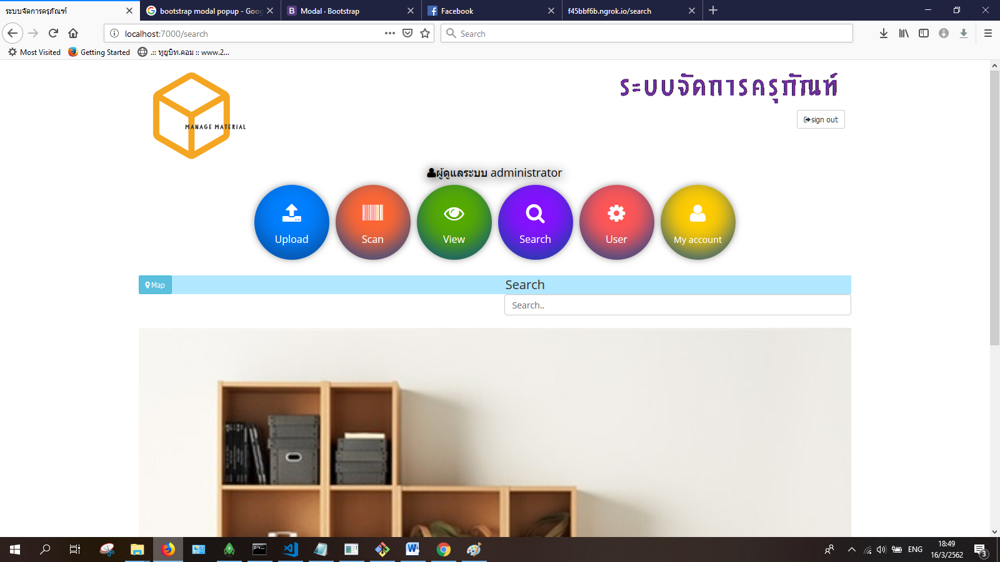 ระบบจัดการครุภัณฑ์
bootstrap modal popup - Goog
Modal · Bootstrap
Facebook
f45bbf6b.ngrok.io/search
localhost:7000/search
Search
Most Visited
Getting Started
.:: ทูยูบิท.คอม :: www.2...
MANAGE MATERIAL
ระบบจัดการครุภัณฑ์
sign out
ผู้ดูแลระบบ administrator
Upload
Scan
View
Search
User
My account
Map
Search
Search..
ENG
18:49
16/3/2562
3